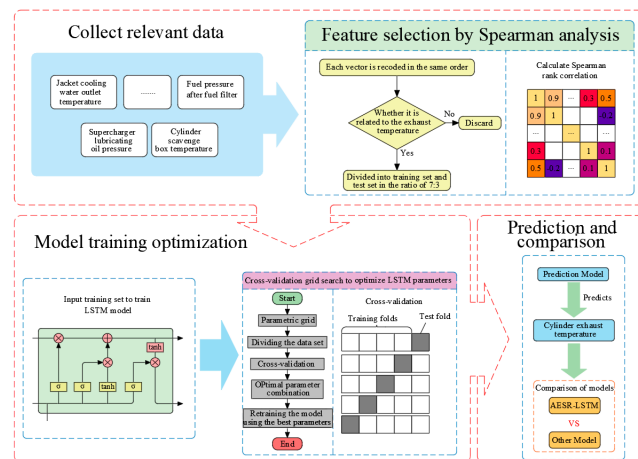 Collect relevant data
Jacket cooling
water outlet
temperature
........
Fuel pressure
after fuel filter
Supercharger
lubricating
oil pressure
Cylinder
scavenge
box temperature
Feature selection by Spearman analysis
Each vector is recoded in the same order
Whether it is
related to the exhaust
temperature
No
Discard
Yes
Divided into training set and
test set in the ratio of 7:3
Calculate Spearman
rank correlation
1 0.9 ... 0.3 0.5
0.9 1 ... -0.2
... ... ...
0.3 1 0.1
0.5 -0.2 ... 0.1 1
Model training optimization
Input training set to train
LSTM model
tanh
σ σ tanh σ
Cross-validation grid search to optimize LSTM parameters
Start
Parametric grid
Dividing the data set
Cross-validation
OPtimal parameter
combination
Retraining the model
using the best parameters
End
Cross-validation
Training folds
Test fold
Prediction and
comparison
Prediction Model
Predicts
Cylinder exhaust
temperature
Comparison of models
AESR-LSTM
VS
Other Model